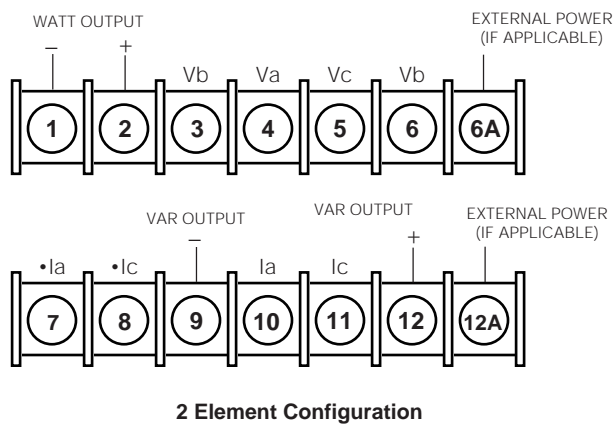 WATT OUTPUT
EXTERNAL POWER
(IF APPLICABLE)
– +
Vb Va Vc Vb
1 2 3 4 5 6 6A
VAR OUTPUT
VAR OUTPUT
EXTERNAL POWER
(IF APPLICABLE)
– +
•Ia •Ic Ia Ic
7 8 9 10 11 12 12A
2 Element Configuration